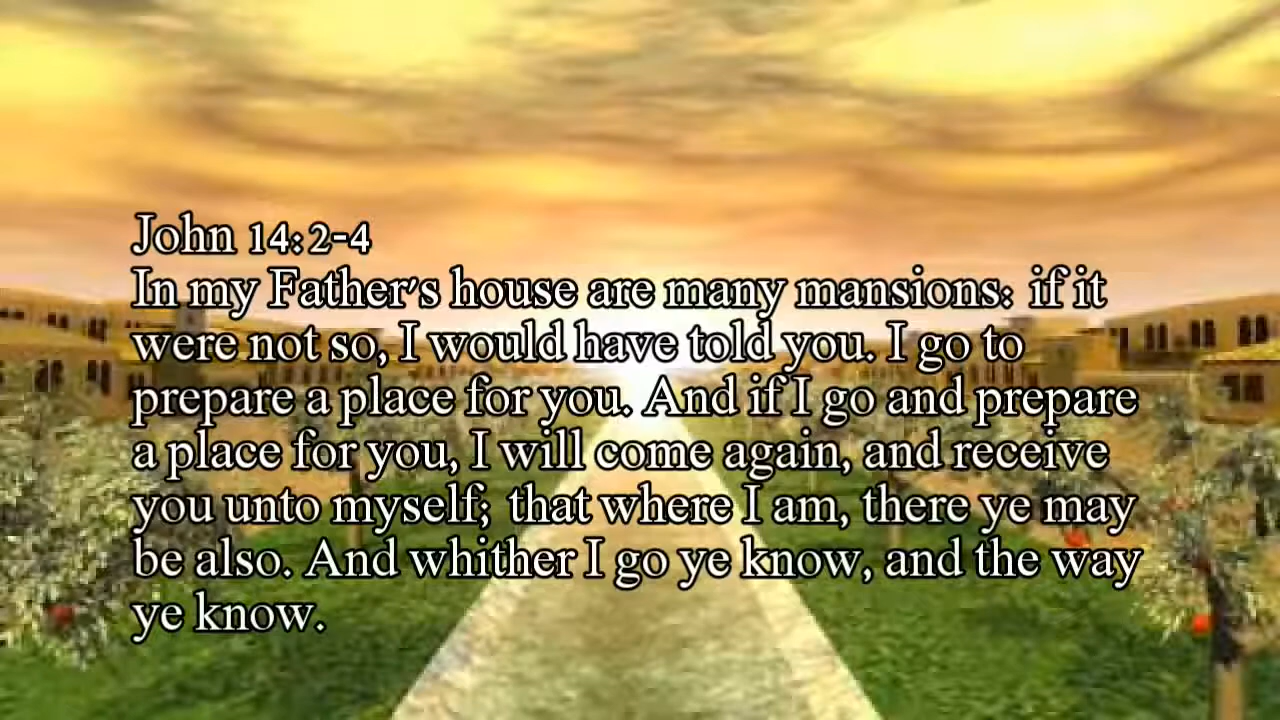 John 14:2-4
In my Father's house are many mansions: if it
were not so, I would have told you. I go to
prepare a place for you. And if I go and prepare
a place for you, I will come again, and receive
you unto myself; that where I am, there ye may
be also. And whither I go ye know, and the way
ye know.